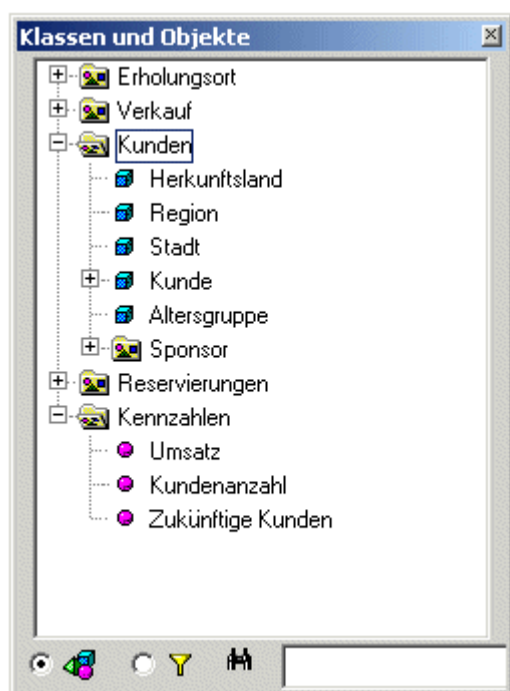 Klassen und Objekte
Erholungsort
Verkauf
Kunden
Herkunftsland
Region
Stadt
Kunde
Altersgruppe
Sponsor
Reservierungen
Kennzahlen
Umsatz
Kundenanzahl
Zukünftige Kunden